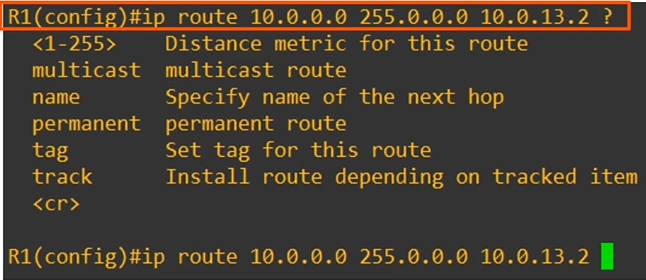 R1(config)#ip route 10.0.0.0 255.0.0.0 10.0.13.2 ?
<1-255> Distance metric for this route
multicast multicast route
name Specify name of the next hop
permanent permanent route
tag Set tag for this route
track Install route depending on tracked item
<cr>
R1(config)#ip route 10.0.0.0 255.0.0.0 10.0.13.2